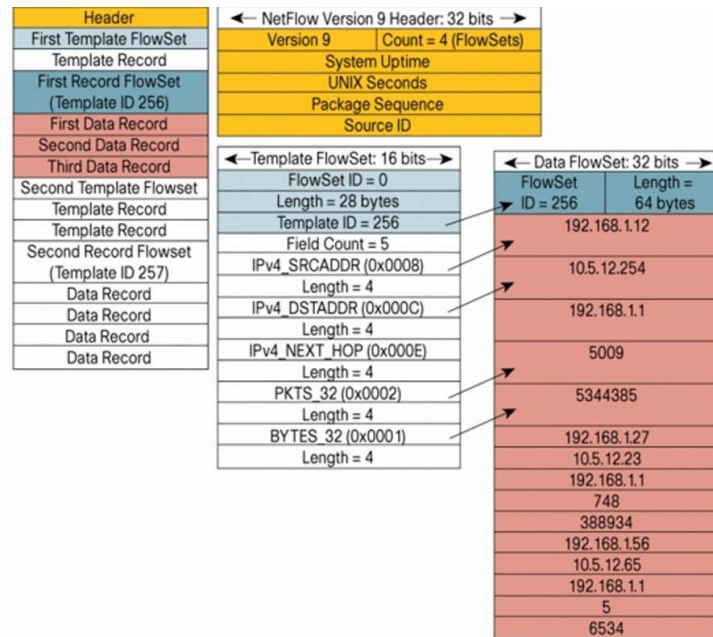 Header
First Template FlowSet
Template Record
First Record FlowSet
(Template ID 256)
First Data Record
Second Data Record
Third Data Record
Second Template Flowset
Template Record
Template Record
Second Record Flowset
(Template ID 257)
Data Record
Data Record
Data Record
Data Record
NetFlow Version 9 Header: 32 bits
Version 9
Count = 4 (FlowSets)
System Uptime
UNIX Seconds
Package Sequence
Source ID
Template FlowSet: 16 bits
FlowSet ID = 0
Length = 28 bytes
Template ID = 256
Field Count = 5
IPv4_SRCADDR (0x0008)
Length = 4
IPv4_DSTADDR (0x000C)
Length = 4
IPv4_NEXT_HOP (0x000E)
Length = 4
PKTS_32 (0x0002)
Length = 4
BYTES_32 (0x0001)
Length = 4
Data FlowSet: 32 bits
FlowSet
ID = 256
Length =
64 bytes
192.168.1.12
10.5.12.254
192.168.1.1
5009
5344385
192.168.1.27
10.5.12.23
192.168.1.1
748
388934
192.168.1.56
10.5.12.65
192.168.1.1
5
6534